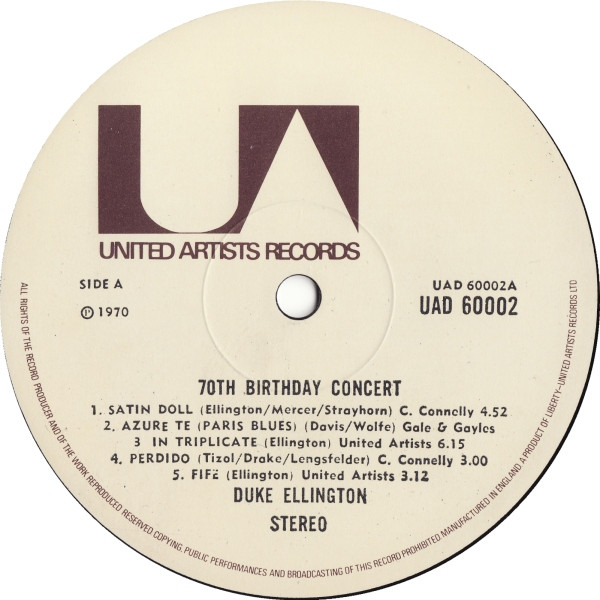 UA
UNITED ARTISTS RECORDS
SIDE A
UAD 60002A
℗ 1970
UAD 60002
70TH BIRTHDAY CONCERT
1. SATIN DOLL (Ellington/Mercer/Strayhorn) C. Connelly 4.52
2. AZURE TE (PARIS BLUES) (Davis/Wolfe) Gale & Gayles
3 IN TRIPLICATE (Ellington) United Artists 6.15
4. PERDIDO (Tizol/Drake/Lengsfelder) C. Connelly 3.00
5. FIFE (Ellington) United Artists 3.12
DUKE ELLINGTON
STEREO
ALL RIGHTS OF THE RECORD PRODUCER AND OF THE WORK REPRODUCED RESERVED COPYING, PUBLIC PERFORMANCES AND BROADCASTING OF THIS RECORD PROHIBITED MANUFACTURED IN ENGLAND A PRODUCT OF LIBERTY-UNITED ARTISTS RECORDS LTD